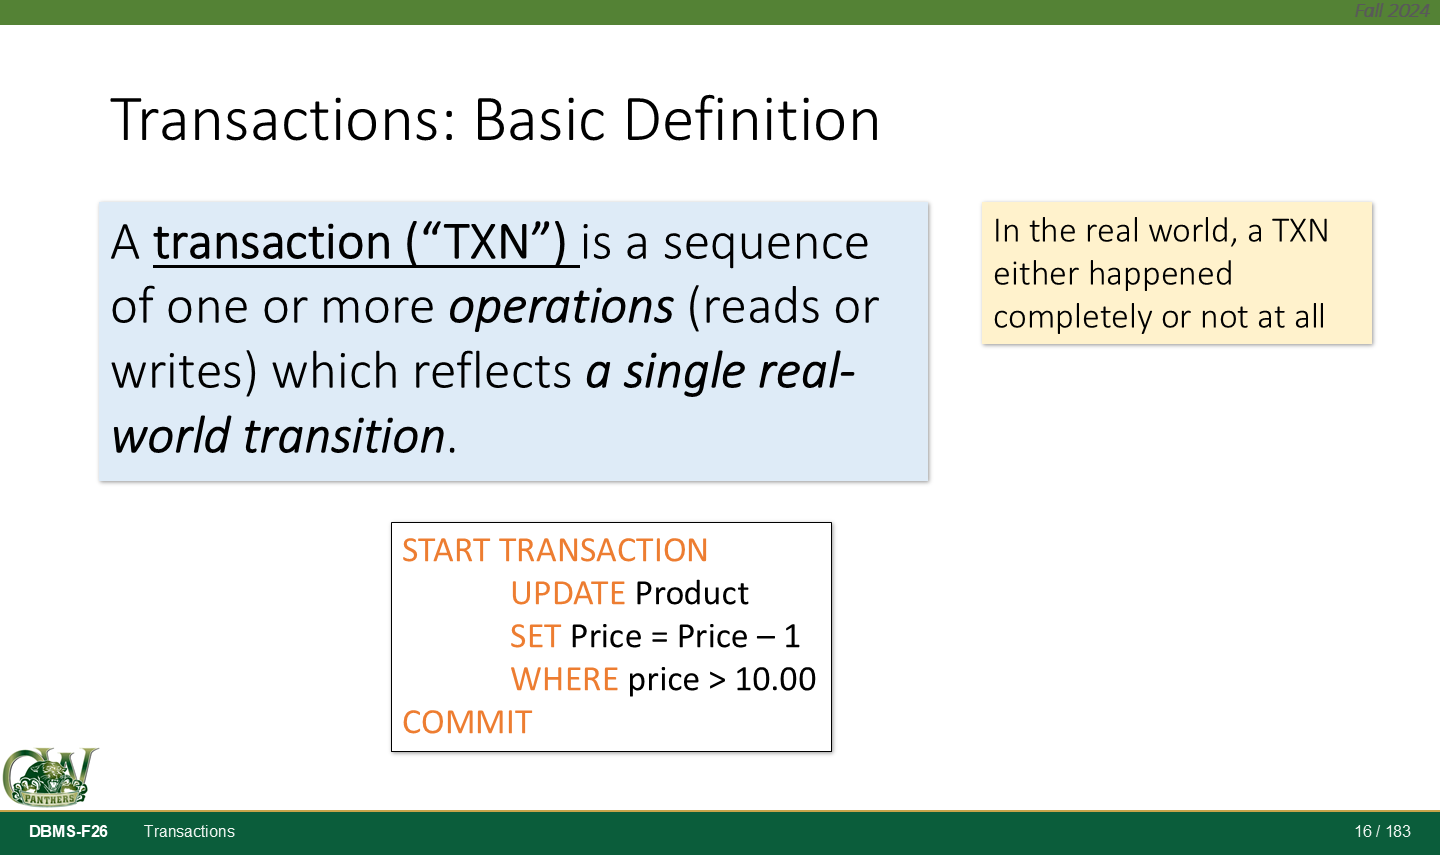 Fall 2024
Transactions: Basic Definition
A transaction (“TXN”) is a sequence
of one or more operations (reads or
writes) which reflects a single real-
world transition.
In the real world, a TXN
either happened
completely or not at all
START TRANSACTION
UPDATE Product
SET Price = Price – 1
WHERE price > 10.00
COMMIT
OW
PANTHERS
DBMS-F26 Transactions 16 / 183